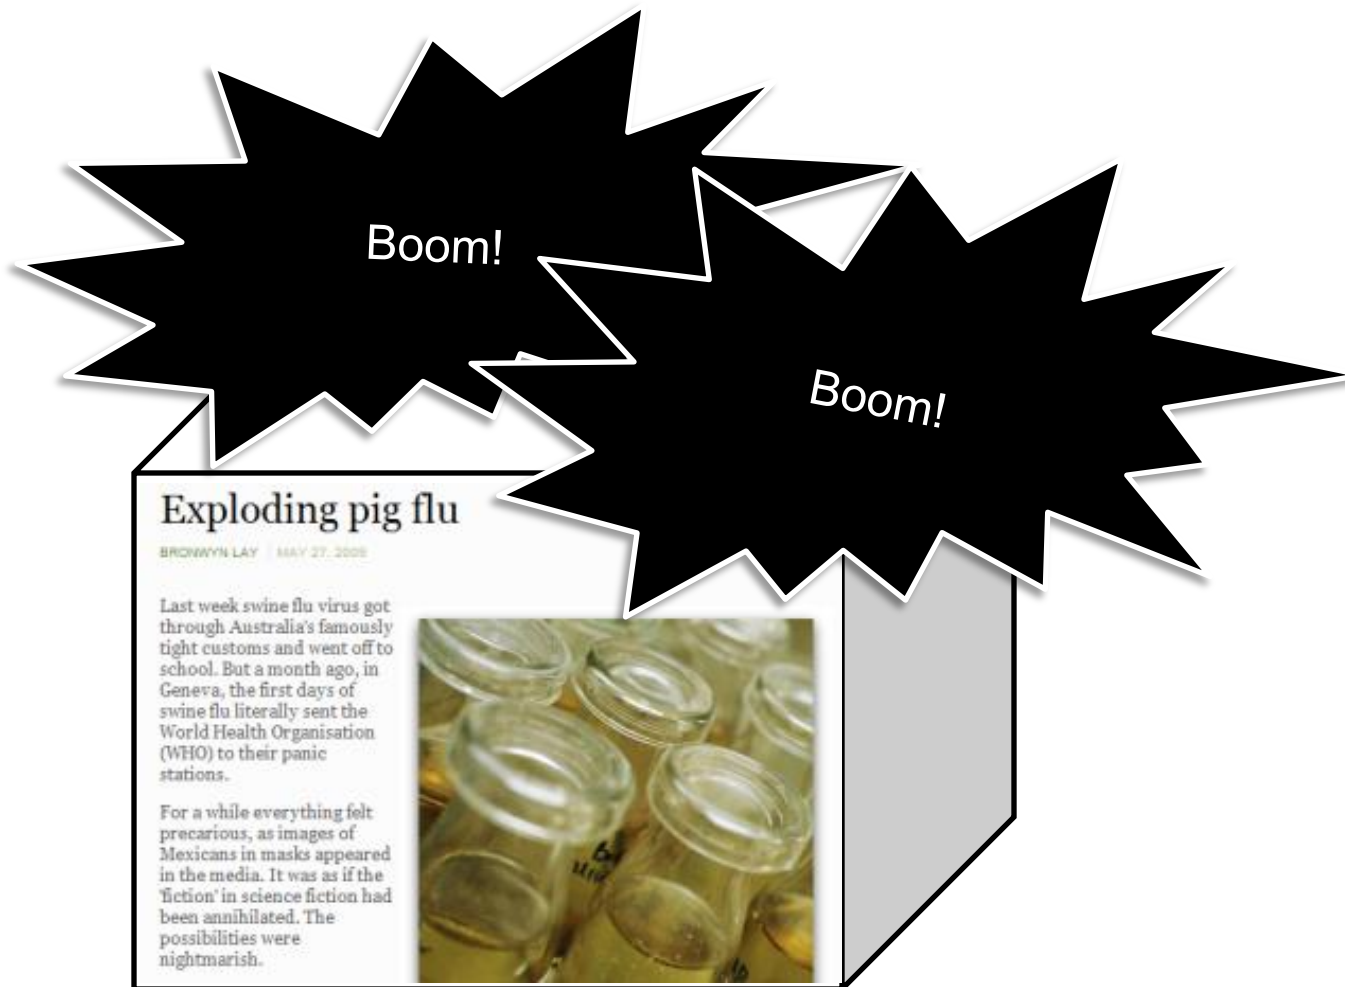 Boom!
Boom!
Exploding pig flu
BRONWYN LAY MAY 27, 2009
Last week swine flu virus got
through Australia's famously
tight customs and went off to
school. But a month ago, in
Geneva, the first days of
swine flu literally sent the
World Health Organisation
(WHO) to their panic
stations.
For a while everything felt
precarious, as images of
Mexicans in masks appeared
in the media. It was as if the
'fiction' in science fiction had
been annihilated. The
possibilities were
nightmarish.